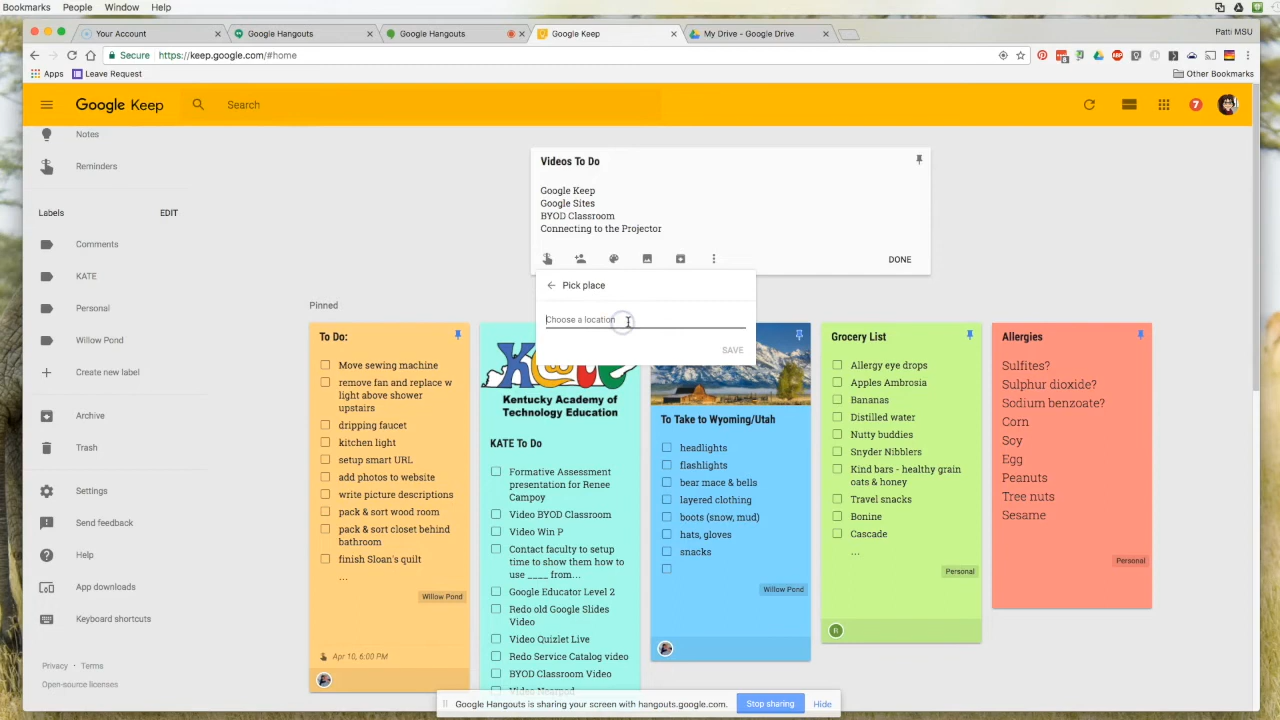 Bookmarks People Window Help
Your Account
Google Hangouts
Google Hangouts
Google Keep
My Drive - Google Drive
Patti MSU
Secure https://keep.google.com/#home
Apps Leave Request
Other Bookmarks
Google Keep
Search
7
Notes
Reminders
Labels EDIT
Comments
KATE
Personal
Willow Pond
Create new label
Archive
Trash
Settings
Send feedback
Help
App downloads
Keyboard shortcuts
Privacy · Terms
Open-source licenses
Videos To Do
Google Keep
Google Sites
BYOD Classroom
Connecting to the Projector
DONE
Pick place
Choose a location
SAVE
Pinned
To Do:
Move sewing machine
remove fan and replace w
light above shower
upstairs
dripping faucet
kitchen light
setup smart URL
add photos to website
write picture descriptions
pack & sort wood room
pack & sort closet behind
bathroom
finish Sloan's quilt
...
Willow Pond
Apr 10, 6:00 PM
Kentucky Academy of
Technology Education
KATE To Do
Formative Assessment
presentation for Renee
Campoy
Video BYOD Classroom
Video Win P
Contact faculty to setup
time to show them how to
use ____ from...
Google Educator Level 2
Redo old Google Slides
Video
Video Quizlet Live
Redo Service Catalog video
BYOD Classroom Video
Video Nearpod
To Take to Wyoming/Utah
headlights
flashlights
bear mace & bells
layered clothing
boots (snow, mud)
hats, gloves
snacks
Willow Pond
Grocery List
Allergy eye drops
Apples Ambrosia
Bananas
Distilled water
Nutty buddies
Snyder Nibblers
Kind bars - healthy grain
oats & honey
Travel snacks
Bonine
Cascade
...
Personal
R
Allergies
Sulfites?
Sulphur dioxide?
Sodium benzoate?
Corn
Soy
Egg
Peanuts
Tree nuts
Sesame
Personal
Google Hangouts is sharing your screen with hangouts.google.com.
Stop sharing
Hide